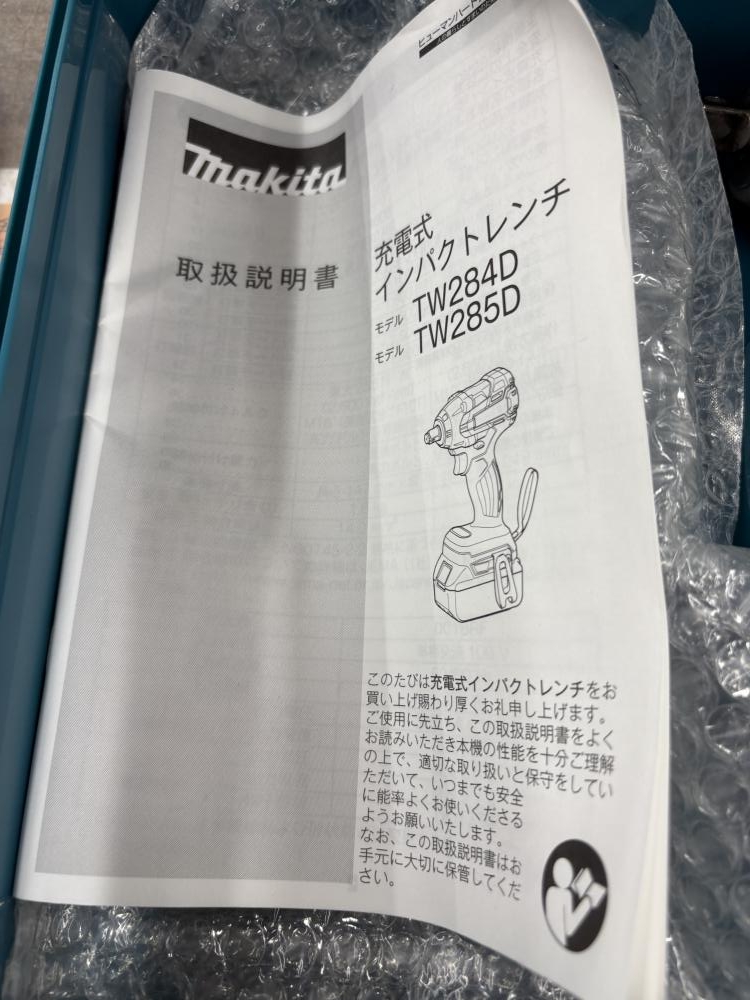 ヒューマンハート
makita
取扱説明書
充電式
インパクトレンチ
モデル TW284D
モデル TW285D
このたびは充電式インパクトレンチをお
買い上げ賜わり厚くお礼申し上げます。
ご使用に先立ち、この取扱説明書をよく
お読みいただき本機の性能を十分ご理解
の上で、適切な取り扱いと保守をしてい
ただいて、いつまでも安全
に能率よくお使いくださる
ようお願いいたします。
なお、この取扱説明書はお
手元に大切に保管してくだ
さい。